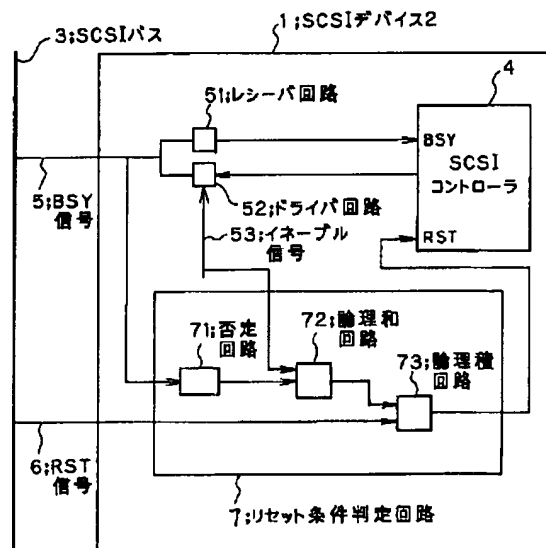 3;SCSIバス
1;SCSIデバイス2
51;レシーバ回路
4
BSY
SCSI
コントローラ
RST
5;BSY
信号
52;ドライバ回路
53;イネーブル
信号
71;否定
回路
72;論理和
回路
73;論理積
回路
6;RST
信号
7;リセット条件判定回路